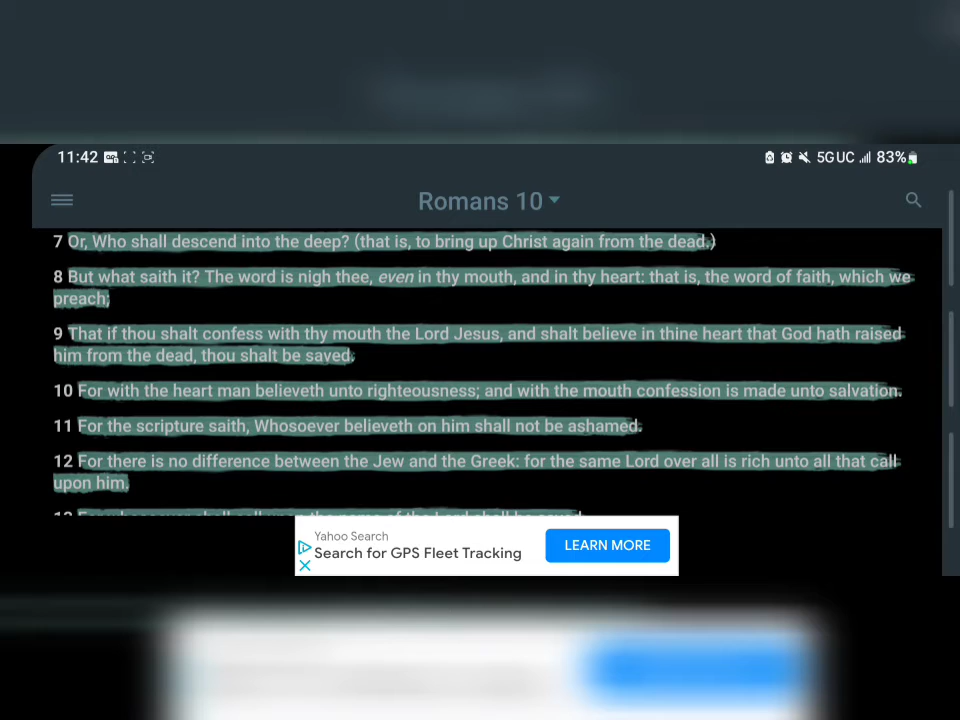 11:42 5GUC 83%
Romans 10
7 Or, Who shall descend into the deep? (that is, to bring up Christ again from the dead.)
8 But what saith it? The word is nigh thee, even in thy mouth, and in thy heart: that is, the word of faith, which we
preach;
9 That if thou shalt confess with thy mouth the Lord Jesus, and shalt believe in thine heart that God hath raised
him from the dead, thou shalt be saved.
10 For with the heart man believeth unto righteousness; and with the mouth confession is made unto salvation.
11 For the scripture saith, Whosoever believeth on him shall not be ashamed.
12 For there is no difference between the Jew and the Greek: for the same Lord over all is rich unto all that call
upon him.
Yahoo Search
Search for GPS Fleet Tracking
LEARN MORE